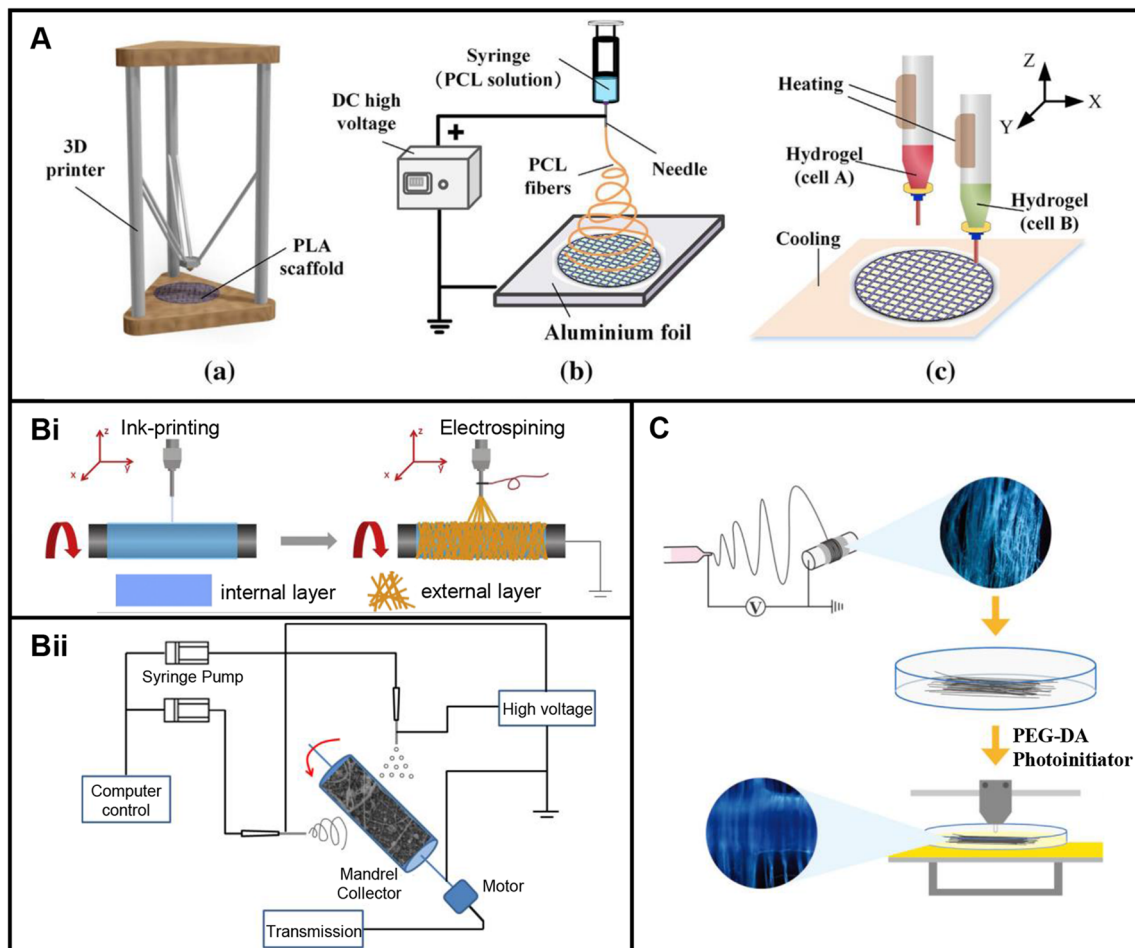 A
3D
printer
PLA
scaffold
(a)
Syringe
(PCL solution)
DC high
voltage
+
PCL
fibers
Needle
Aluminium foil
(b)
Heating
Hydrogel
(cell A)
Hydrogel
(cell B)
Cooling
Z
X
Y
(c)
Bi
Ink-printing
z
y
x
Electrospining
z
y
x
internal layer
external layer
Bii
Syringe Pump
High voltage
Computer
control
Mandrel
Collector
Motor
Transmission
C
V
PEG-DA
Photoinitiator